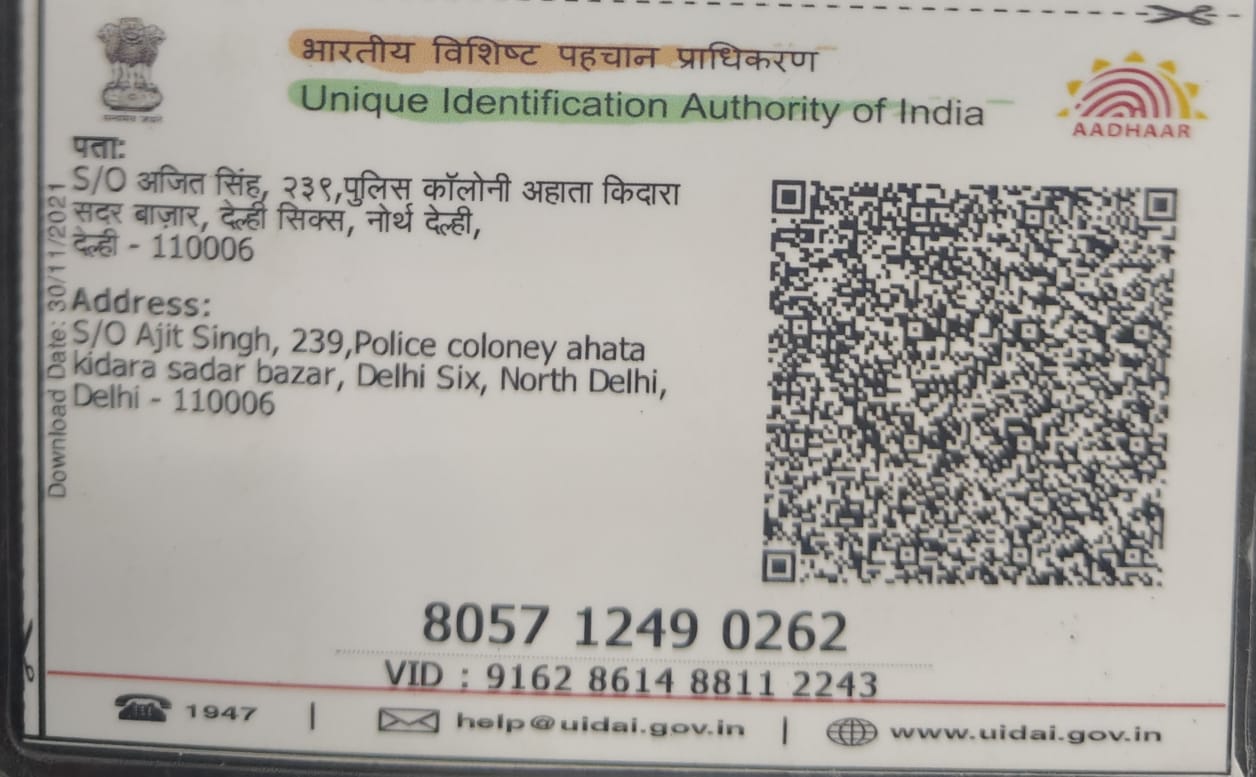 भारतीय विशिष्ट पहचान प्राधिकरण
Unique Identification Authority of India
AADHAAR
पता:
S/O अजित सिंह, २३९,पुलिस कॉलोनी अहाता किदारा
सदर बाज़ार, देल्ही सिक्स, नोर्थ देल्ही,
देल्ही - 110006
Download Date: 30/11/2021
Address:
S/O Ajit Singh, 239,Police coloney ahata
kidara sadar bazar, Delhi Six, North Delhi,
Delhi - 110006
8057 1249 0262
VID : 9162 8614 8811 2243
1947 | help@uidai.gov.in | www.uidai.gov.in